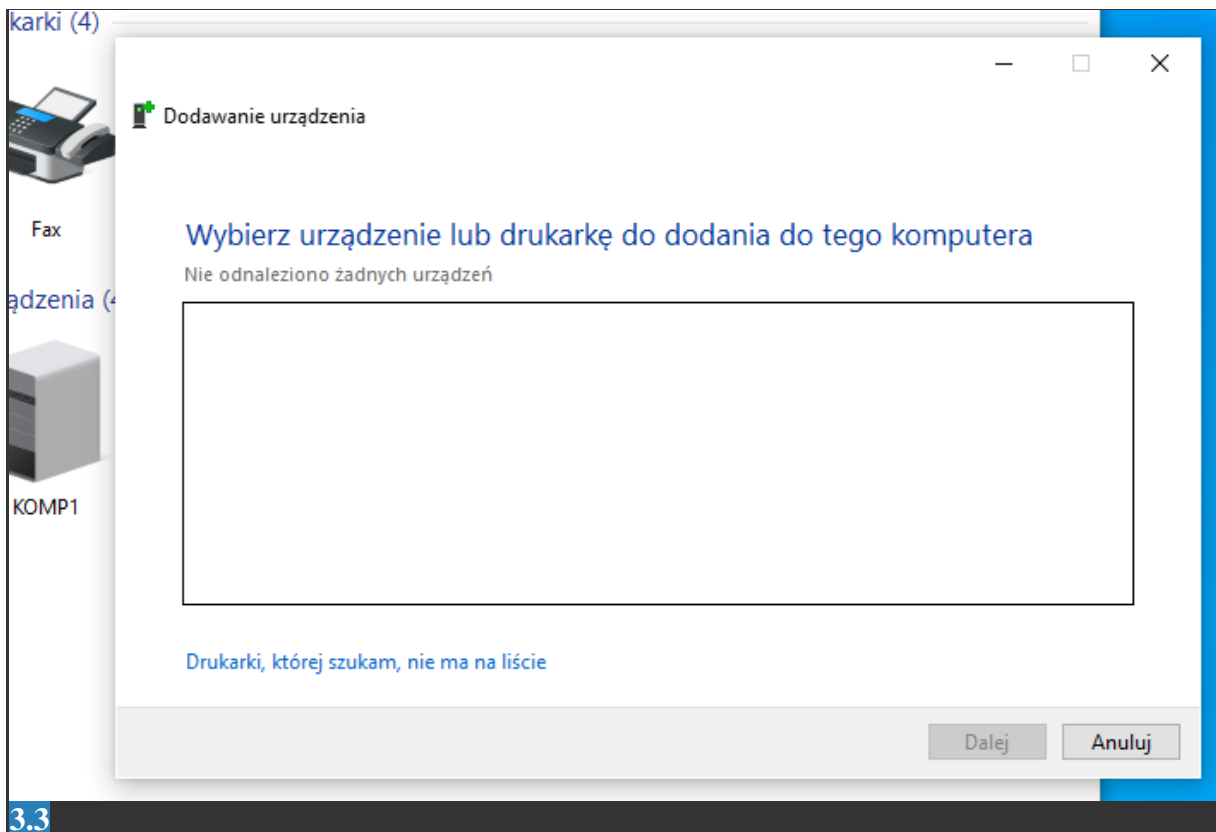 karki (4)
Dodawanie urządzenia
Fax
Wybierz urządzenie lub drukarkę do dodania do tego komputera
Nie odnaleziono żadnych urządzeń
ądzenia (4
KOMP1
Drukarki, której szukam, nie ma na liście
Dalej Anuluj
3.3